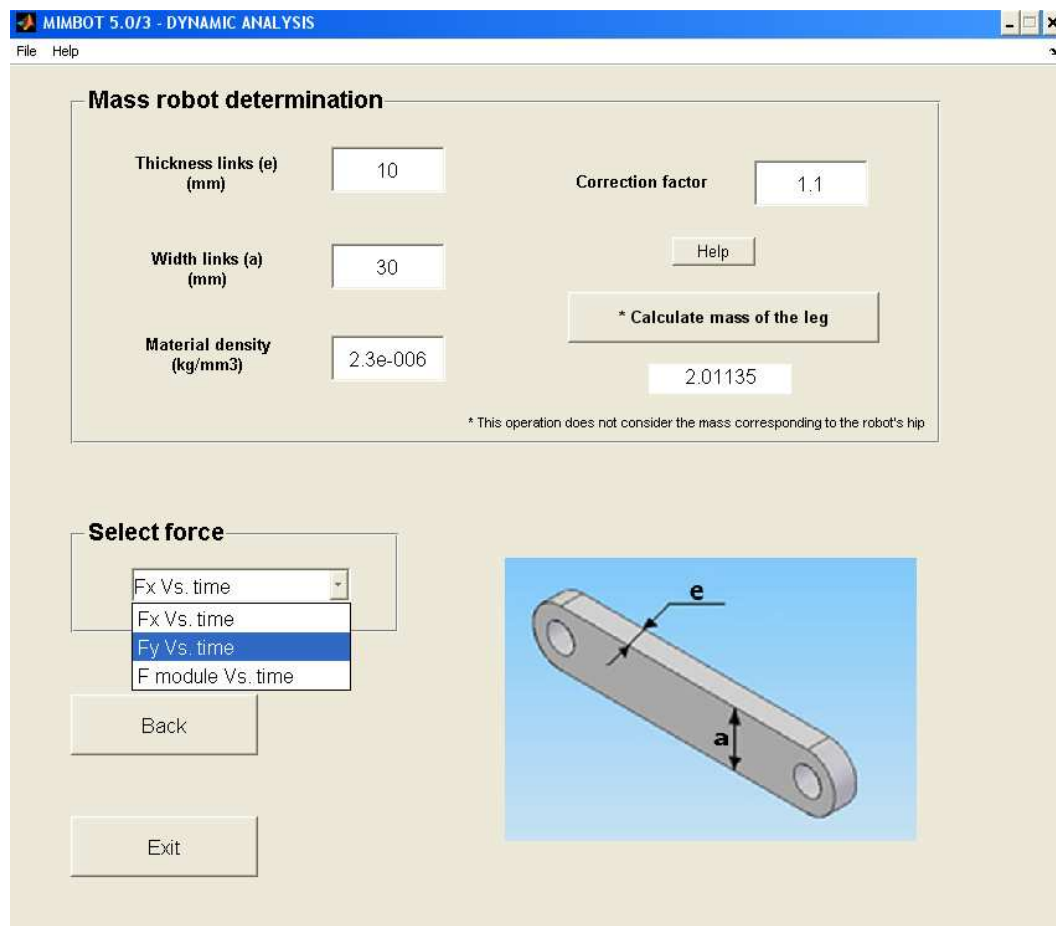 MIMBOT 5.0/3 - DYNAMIC ANALYSIS
File Help
Mass robot determination
Thickness links (e)
(mm)
10
Correction factor
1.1
Width links (a)
(mm)
30
Help
* Calculate mass of the leg
Material density
(kg/mm3)
2.3e-006
2.01135
* This operation does not consider the mass corresponding to the robot's hip
Select force
Fx Vs. time
Fx Vs. time
Fy Vs. time
F module Vs. time
Back
Exit
e
a